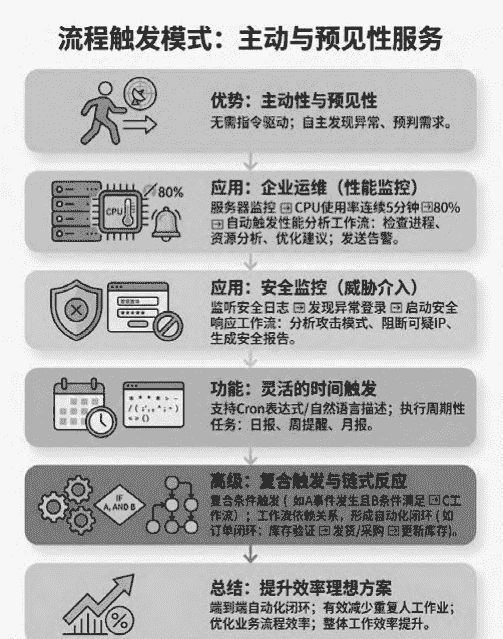 流程触发模式：主动与预见性服务
优势：主动性与预见性
无需指令驱动；自主发现异常、预判需求。
80%
CPU
应用：企业运维（性能监控）
服务器监控 → CPU使用率连续5分钟→80%
→ 自动触发性能分析工作流：检查进程、
资源分析、优化建议；发送告警。
应用：安全监控（威胁介入）
监听安全日志 → 发现异常登录 → 启动安全
响应工作流：分析攻击模式、阻断可疑IP、
生成安全报告。
功能：灵活的时间触发
支持Cron表达式/自然语言描述；执行周期性
任务：日报、周提醒、月报。
IF
A, AND B
高级：复合触发与链式反应
复合条件触发（ 如A事件发生且B条件满足 →C工
作流）；工作流依赖关系，形成自动化闭环 ( 如
订单闭环：库存验证 → 发货/采购 →更新库存)。
%
总结：提升效率理想方案
端到端自动化闭环；有效减少重复人工作业；
优化业务流程效率；整体工作效率提升。